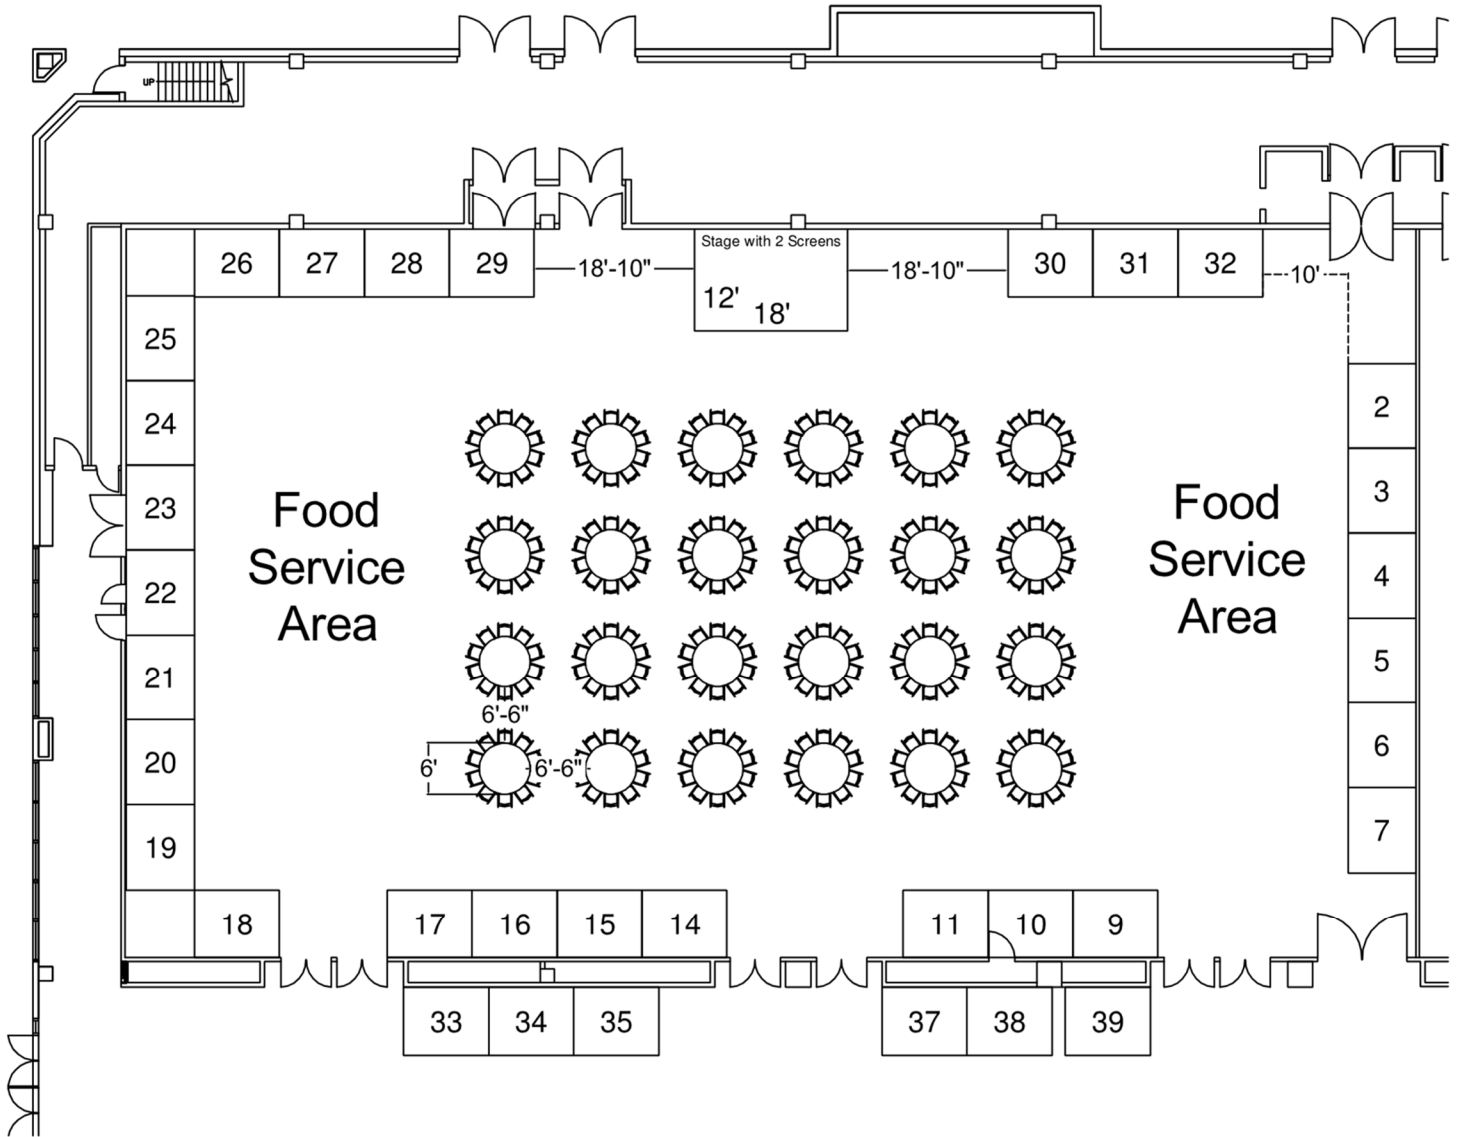 UP
Stage with 2 Screens
26 27 28 29 18'-10" 12' 18' 18'-10" 30 31 32 10'
25
24
23
22
21
20
19
18
Food
Service
Area
Food
Service
Area
2
3
4
5
6
7
6'-6"
6' 6'-6"
17 16 15 14
11 10 9
33 34 35
37 38 39